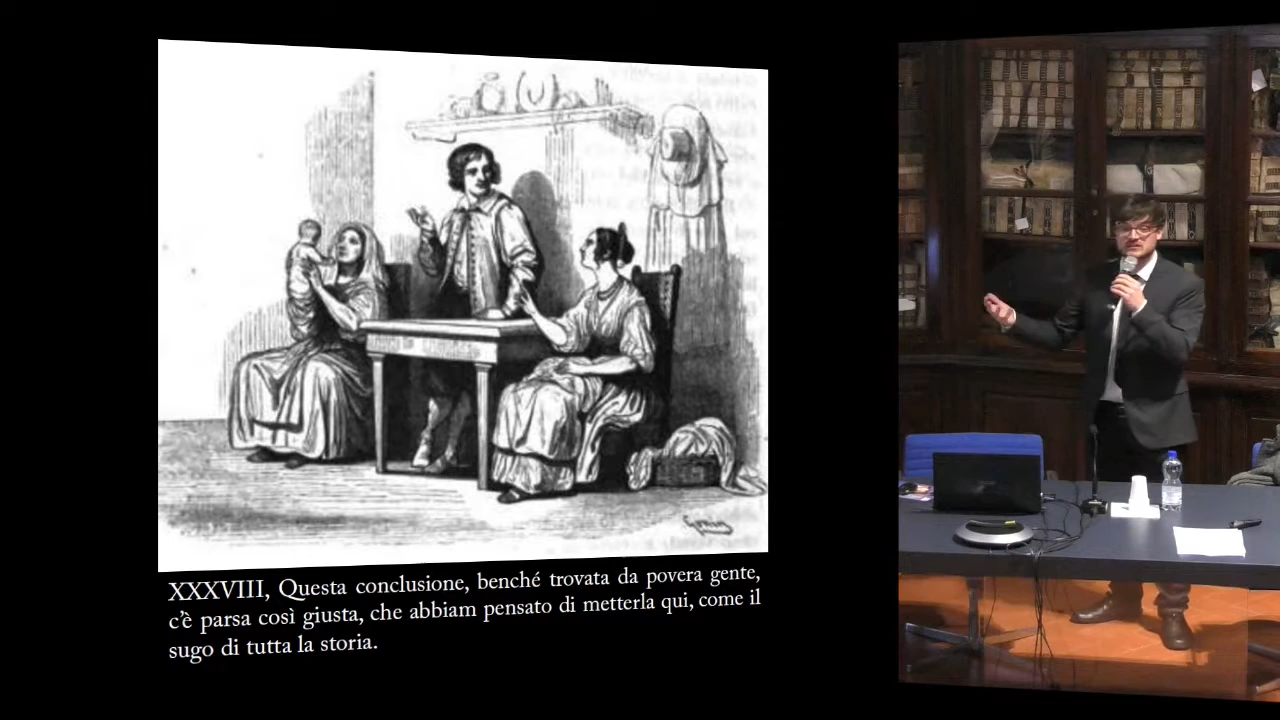 XXXVIII, Questa conclusione, benché trovata da povera gente,
c'è parsa così giusta, che abbiam pensato di metterla qui, come il
sugo di tutta la storia.